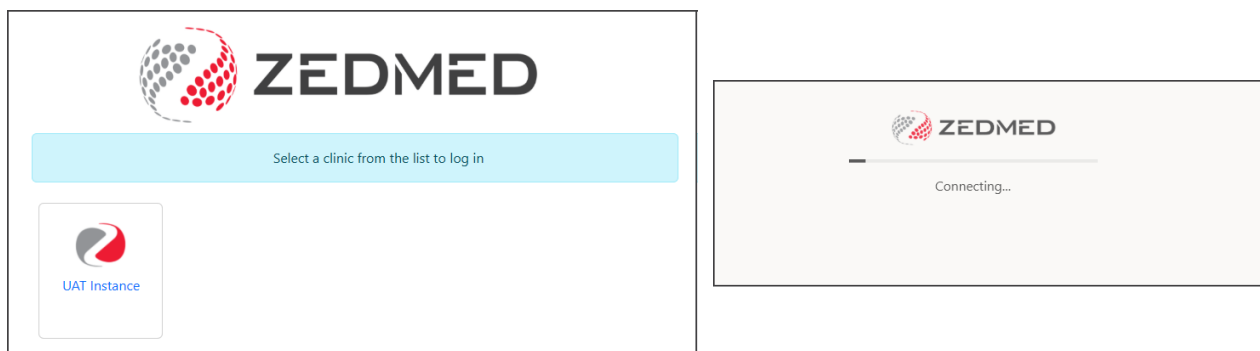 ZEDMED
Select a clinic from the list to log in
UAT Instance
ZEDMED
Connecting...